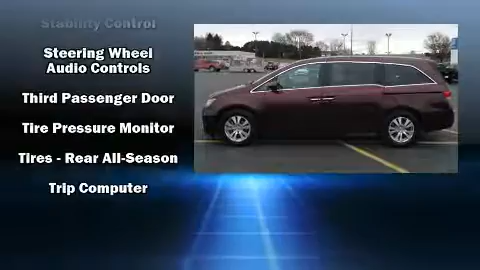 Stability Control
Steering Wheel
Audio Controls
Third Passenger Door
Tire Pressure Monitor
Tires - Rear All-Season
Trip Computer